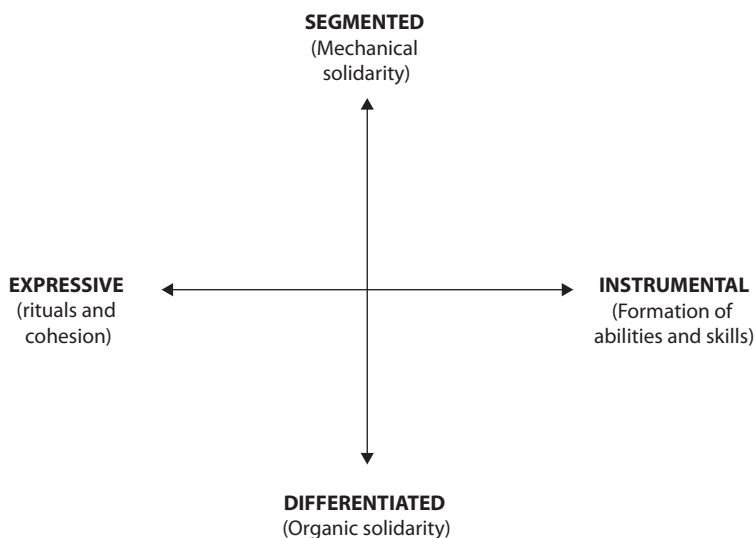 SEGMENTED
(Mechanical
solidarity)
EXPRESSIVE
(rituals and
cohesion)
INSTRUMENTAL
(Formation of
abilities and skills)
DIFFERENTIATED
(Organic solidarity)